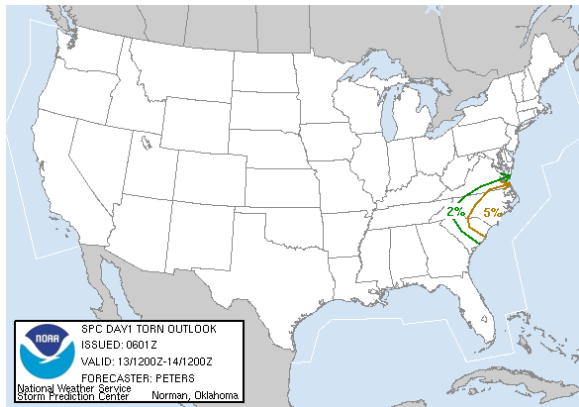 2%
5%
NOAA
SPC DAY1 TORN OUTLOOK
ISSUED: 0601Z
VALID: 13/1200Z-14/1200Z
FORECASTER: PETERS
National Weather Service
Storm Prediction Center Norman, Oklahoma